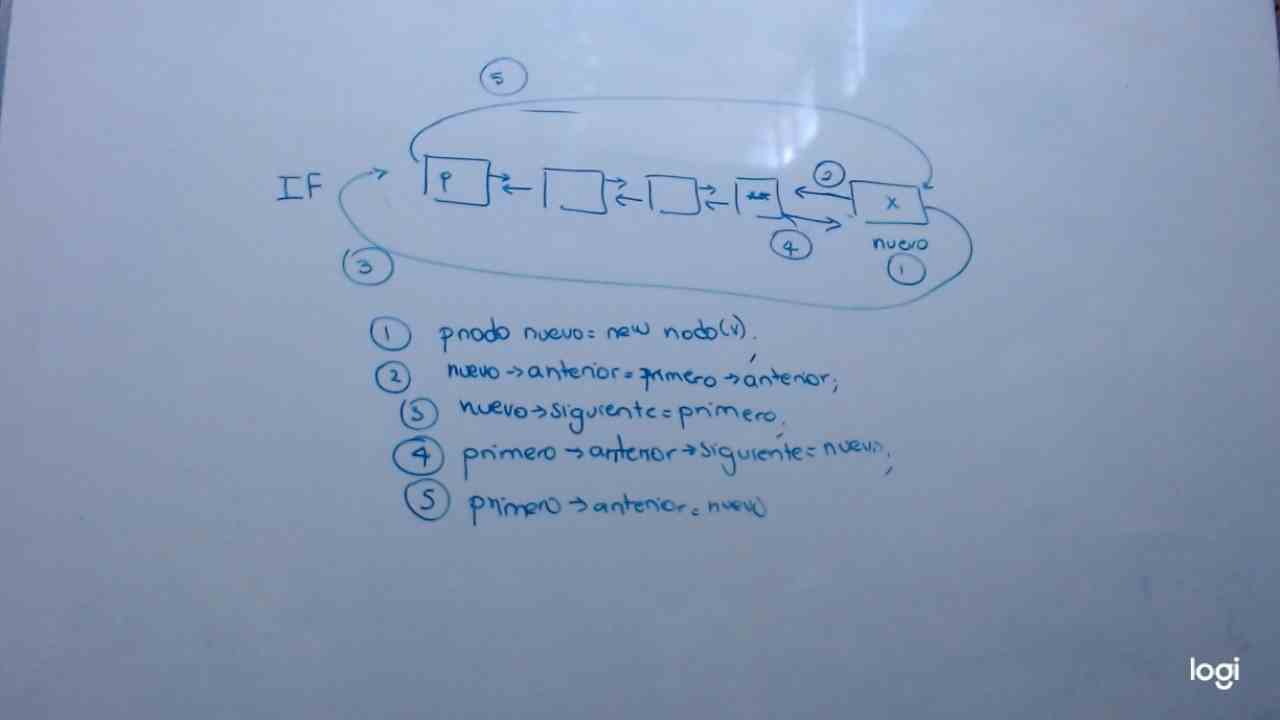 5
IF
P
2
x
4
nuevo
1
3
1 pnodo nuevo= new nodo(v);
2 nuevo→anterior=primero→anterior;
3 nuevo→siguiente=primero;
4 primero→anterior→siguiente=nuevo;
5 primero→anterior=nuevo
logi